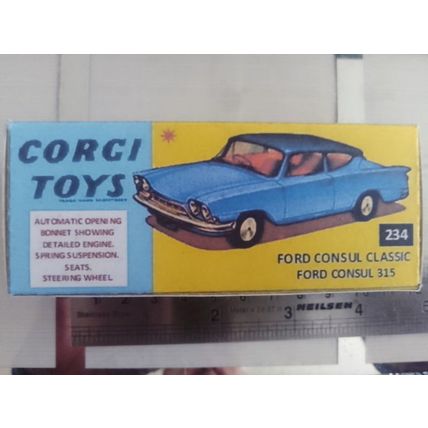 CORGI
TOYS
AUTOMATIC OPENING
BONNET SHOWING
DETAILED ENGINE.
SPRING SUSPENSION.
SEATS.
STEERING WHEEL
234
FORD CONSUL CLASSIC
FORD CONSUL 315
1
2
3 NEILSEN 4